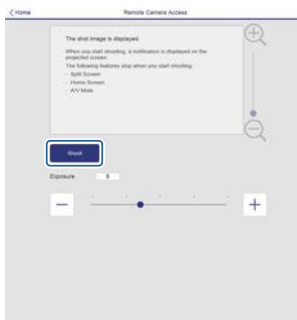 < Home
Remote Camera Access
The shot image is displayed.
When you start shooting, a notification is displayed on the
projected screen.
The following features stop when you start shooting.
- Split Screen
- Home Screen
- A/V Mute
Shoot
Exposure